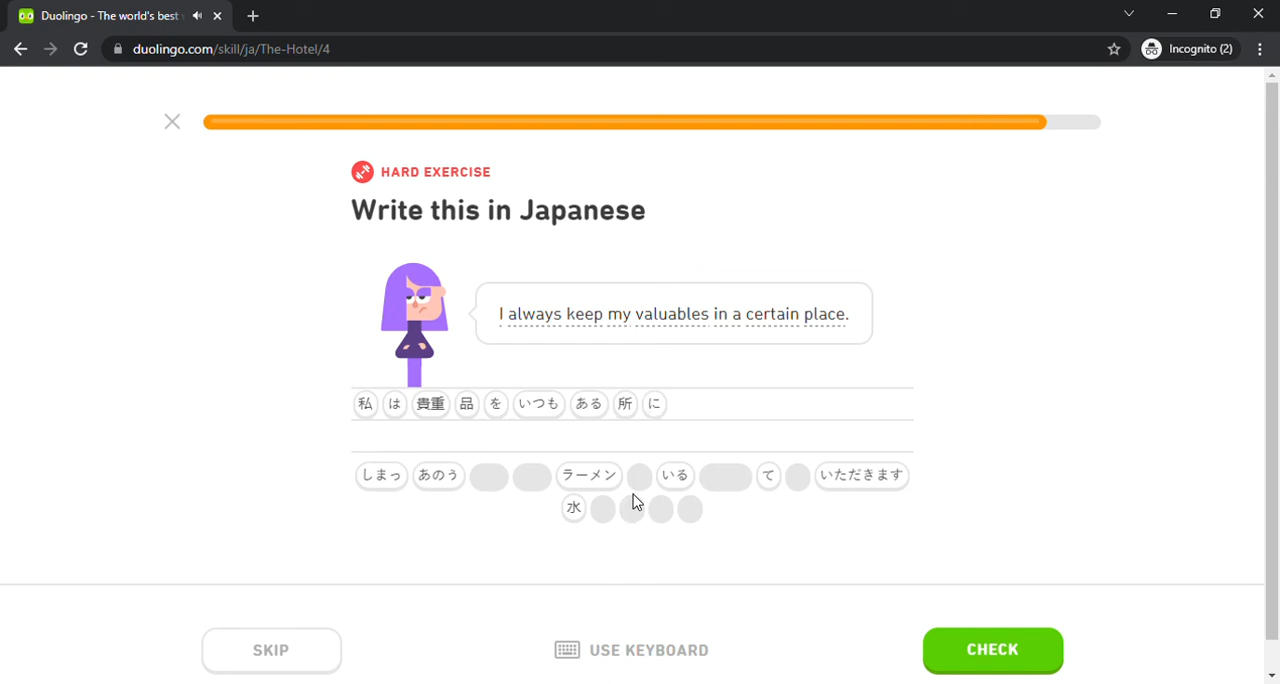 Duolingo - The world's best
duolingo.com/skill/ja/The-Hotel/4
Incognito (2)
HARD EXERCISE
Write this in Japanese
I always keep my valuables in a certain place.
私 は 貴重 品 を いつも ある 所 に
しまっ あのう ラーメン いる て いただきます
水
SKIP
USE KEYBOARD
CHECK